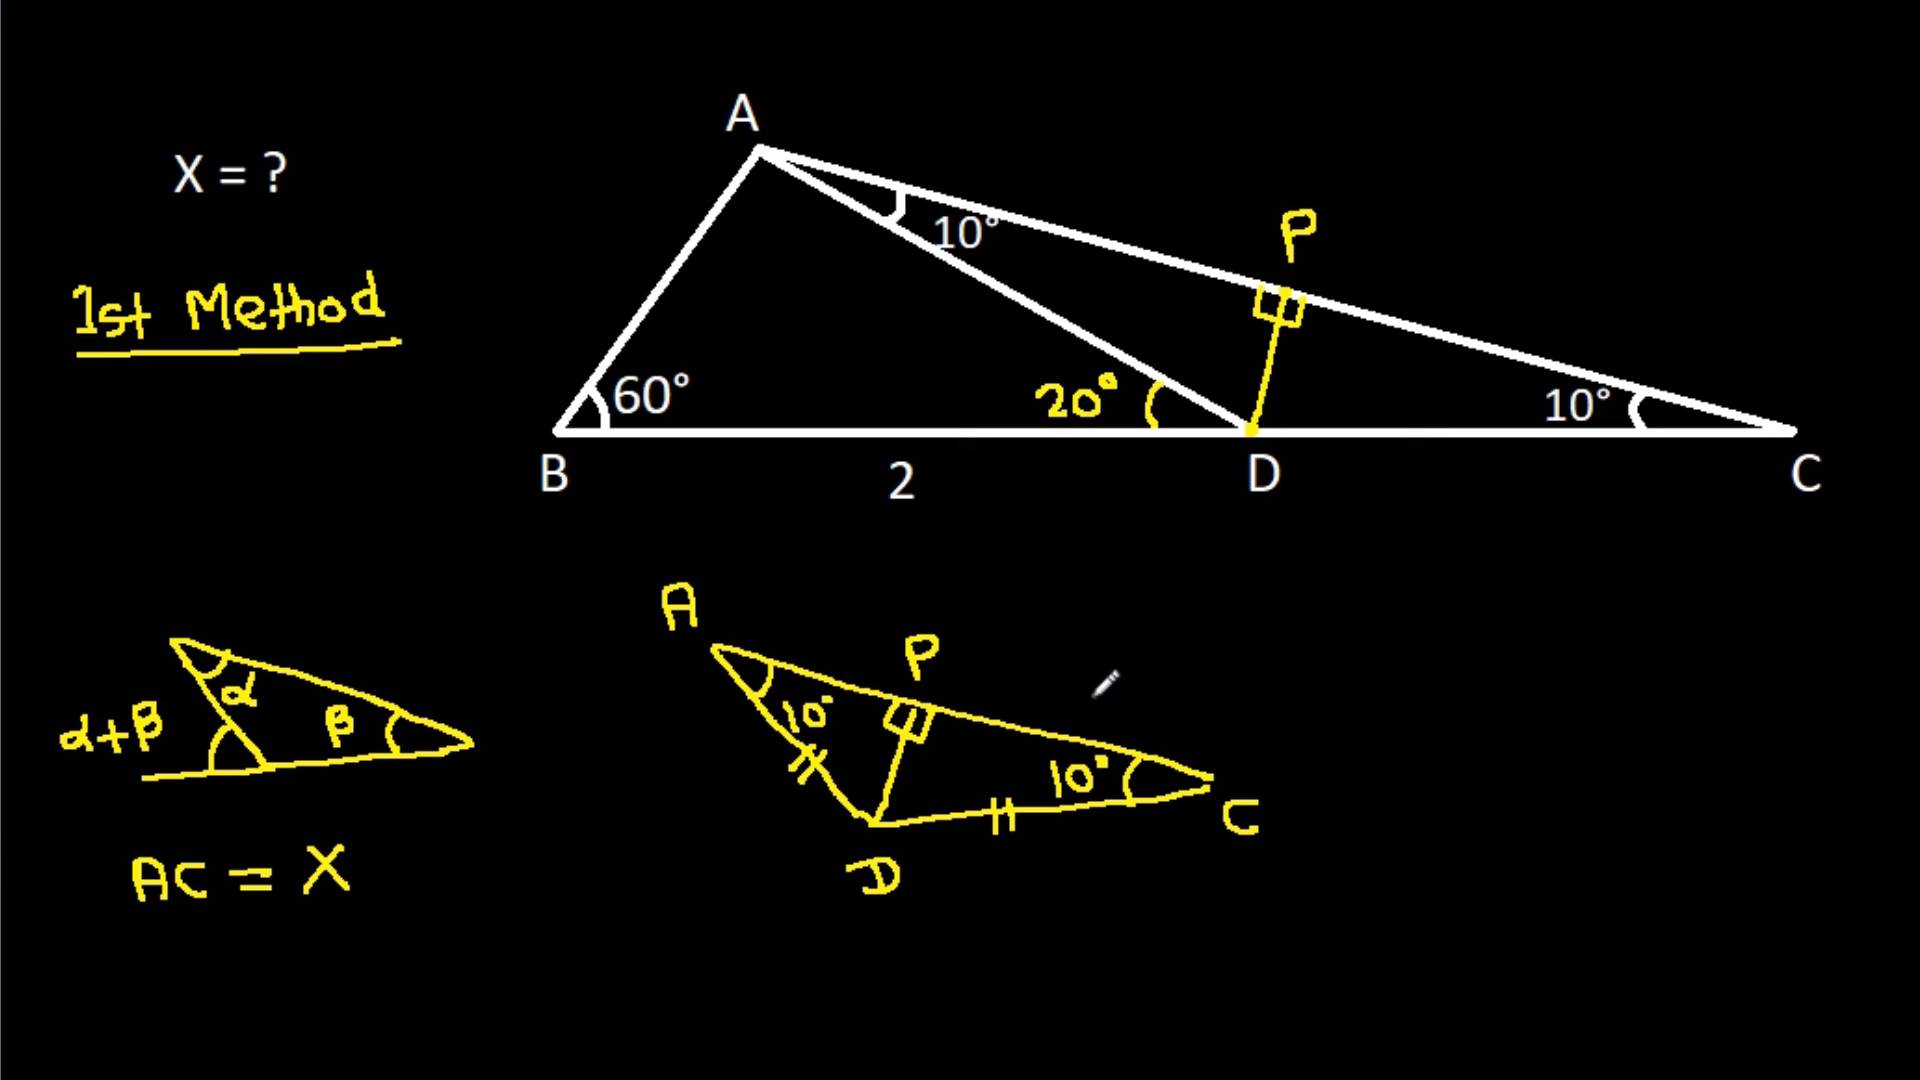 A
X = ?
10°
P
1st Method
60°
20°
10°
B
2
D
C
A
P
α
β
α+β
10°
10°
C
D
AC = X